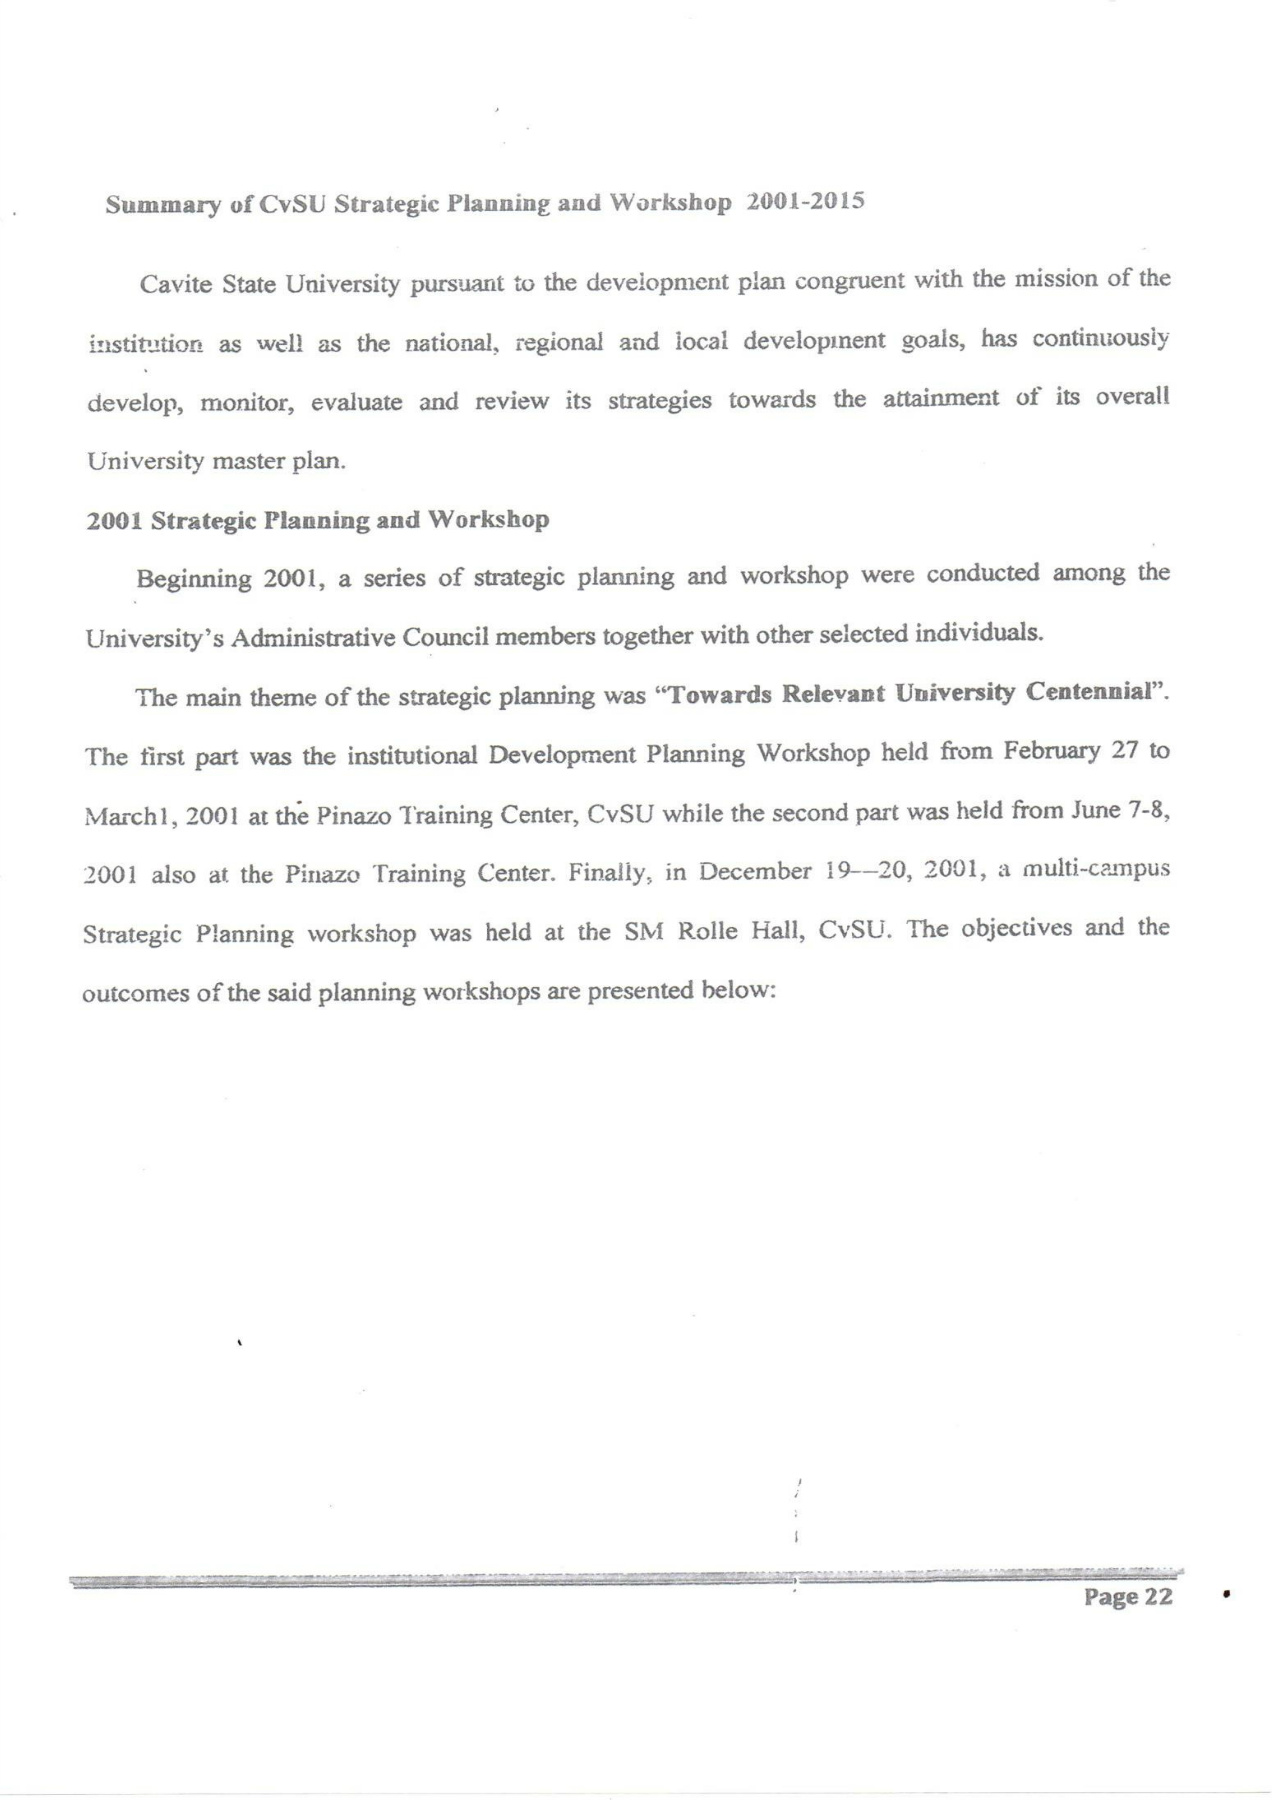 Summary of CvSU Strategic Planning and Workshop 2001-2015
Cavite State University pursuant to the development plan congruent with the mission of the
institution as well as the national, regional and local development goals, has continuously
develop, monitor, evaluate and review its strategies towards the attainment of its overall
University master plan.
2001 Strategic Planning and Workshop
Beginning 2001, a series of strategic planning and workshop were conducted among the
University's Administrative Council members together with other selected individuals.
The main theme of the strategic planning was “Towards Relevant University Centennial”.
The first part was the institutional Development Planning Workshop held from February 27 to
March1, 2001 at the Pinazo Training Center, CvSU while the second part was held from June 7-8,
2001 also at the Pinazo Training Center. Finally, in December 19—20, 2001, a multi-campus
Strategic Planning workshop was held at the SM Rolle Hall, CvSU. The objectives and the
outcomes of the said planning workshops are presented below:
Page 22